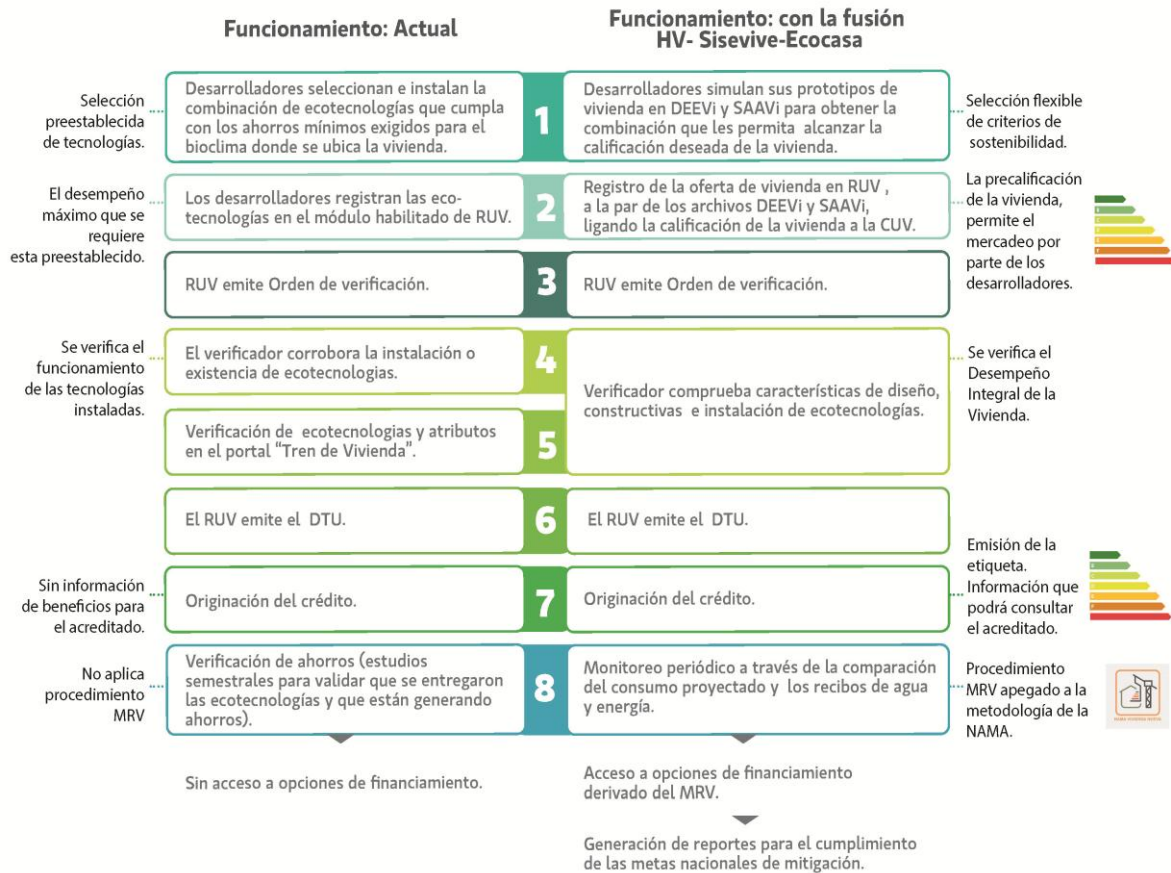 Funcionamiento: Actual
Funcionamiento: con la fusión
HV- Sisevive-Ecocasa
Selección
preestablecida
de tecnologías.
Desarrolladores seleccionan e instalan la
combinación de ecotecnologías que cumpla
con los ahorros mínimos exigidos para el
bioclima donde se ubica la vivienda.
1
Desarrolladores simulan sus prototipos de
vivienda en DEEVi y SAAVi para obtener la
combinación que les permita alcanzar la
calificación deseada de la vivienda.
Selección flexible
de criterios de
sostenibilidad.
El desempeño
máximo que se
requiere
esta preestablecido.
Los desarrolladores registran las eco-
tecnologías en el módulo habilitado de RUV.
2
Registro de la oferta de vivienda en RUV ,
a la par de los archivos DEEVi y SAAVi,
ligando la calificación de la vivienda a la CUV.
La precalificación
de la vivienda,
permite el
mercadeo por
parte de los
desarrolladores.
RUV emite Orden de verificación.
3
RUV emite Orden de verificación.
Se verifica el
funcionamiento
de las tecnologías
instaladas.
El verificador corrobora la instalación o
existencia de ecotecnologias.
4
Verificador comprueba características de diseño,
constructivas e instalación de ecotecnologías.
Se verifica el
Desempeño
Integral de la
Vivienda.
Verificación de ecotecnologias y atributos
en el portal “Tren de Vivienda”.
5
El RUV emite el DTU.
6
El RUV emite el DTU.
Sin información
de beneficios para
el acreditado.
Originación del crédito.
7
Originación del crédito.
Emisión de la
etiqueta.
Información que
podrá consultar
el acreditado.
No aplica
procedimiento
MRV
Verificación de ahorros (estudios
semestrales para validar que se entregaron
las ecotecnologías y que están generando
ahorros).
8
Monitoreo periódico a través de la comparación
del consumo proyectado y los recibos de agua
y energía.
Procedimiento
MRV apegado a la
metodología de la
NAMA.
Sin acceso a opciones de financiamiento.
Acceso a opciones de financiamiento
derivado del MRV.
Generación de reportes para el cumplimiento
de las metas nacionales de mitigación.